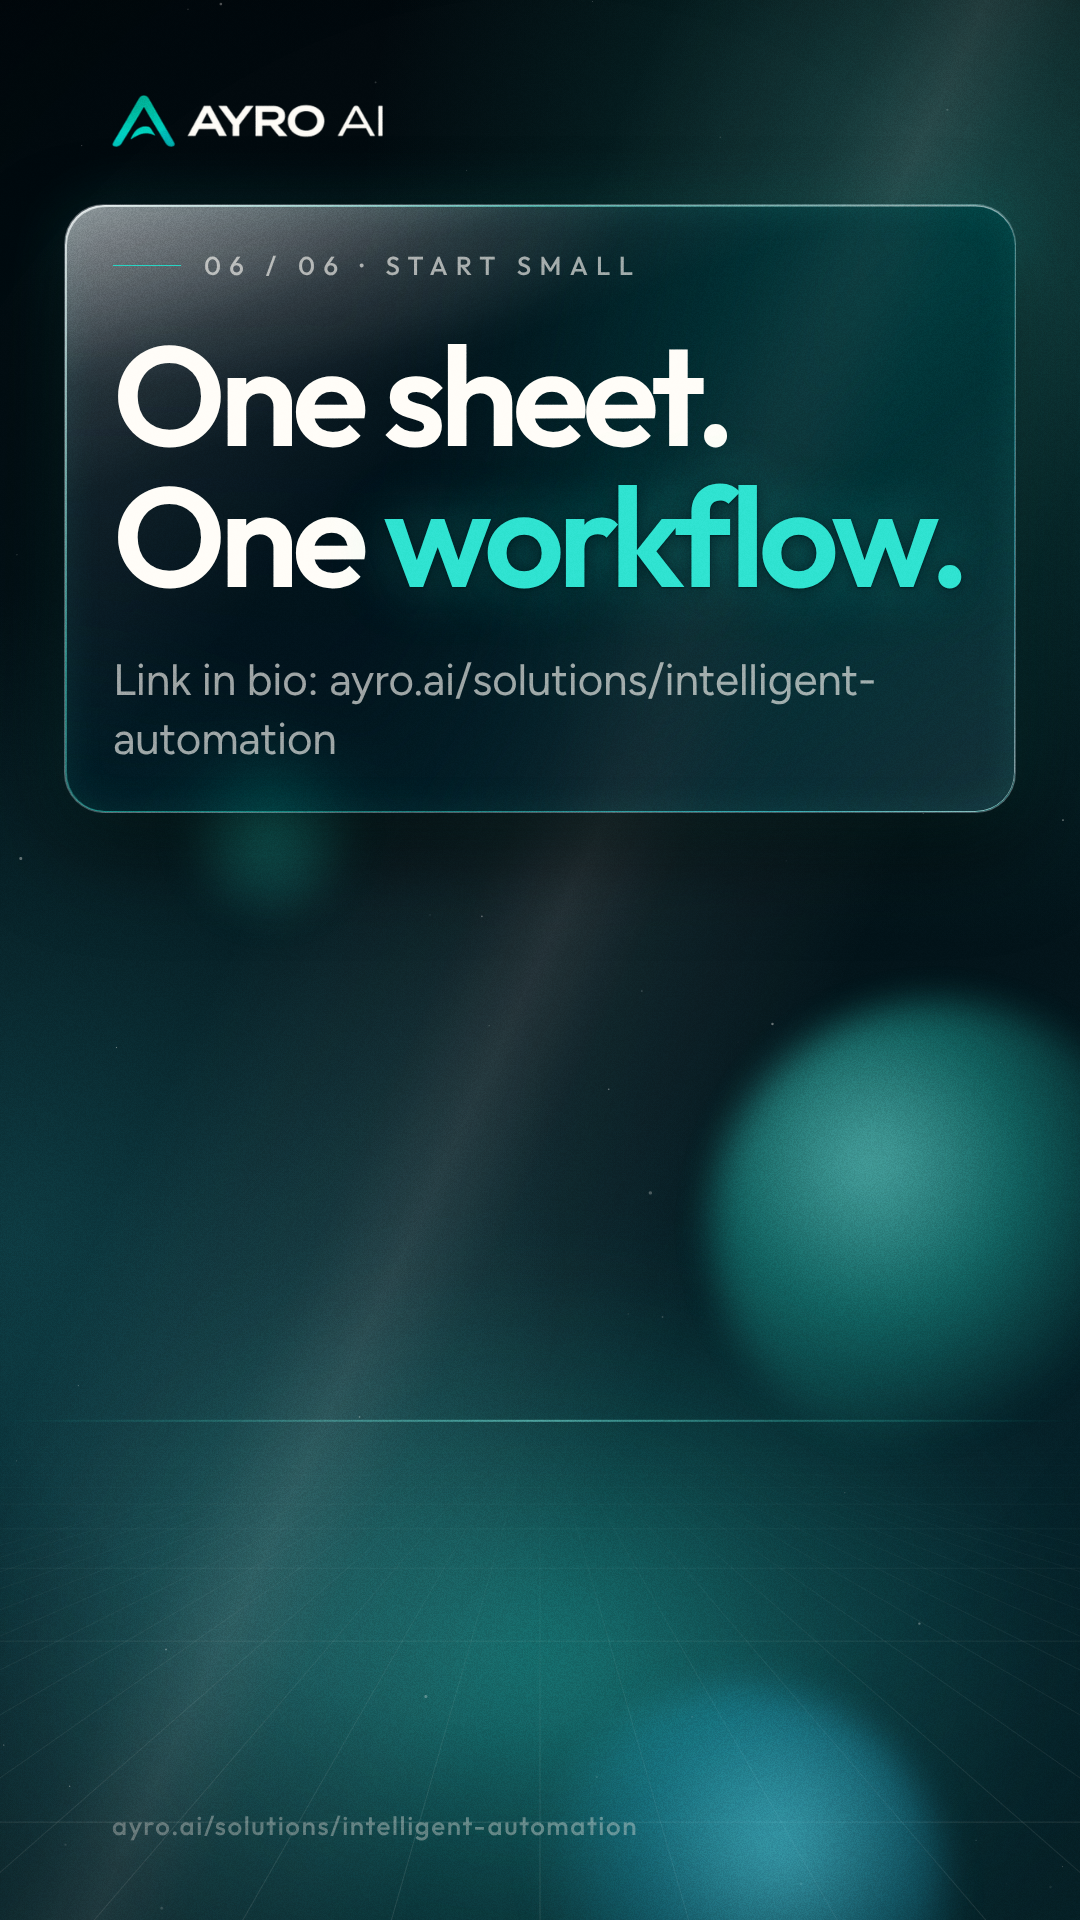 AYRO AI
06 / 06 · START SMALL
One sheet.
One workflow.
Link in bio: ayro.ai/solutions/intelligent-
automation
ayro.ai/solutions/intelligent-automation